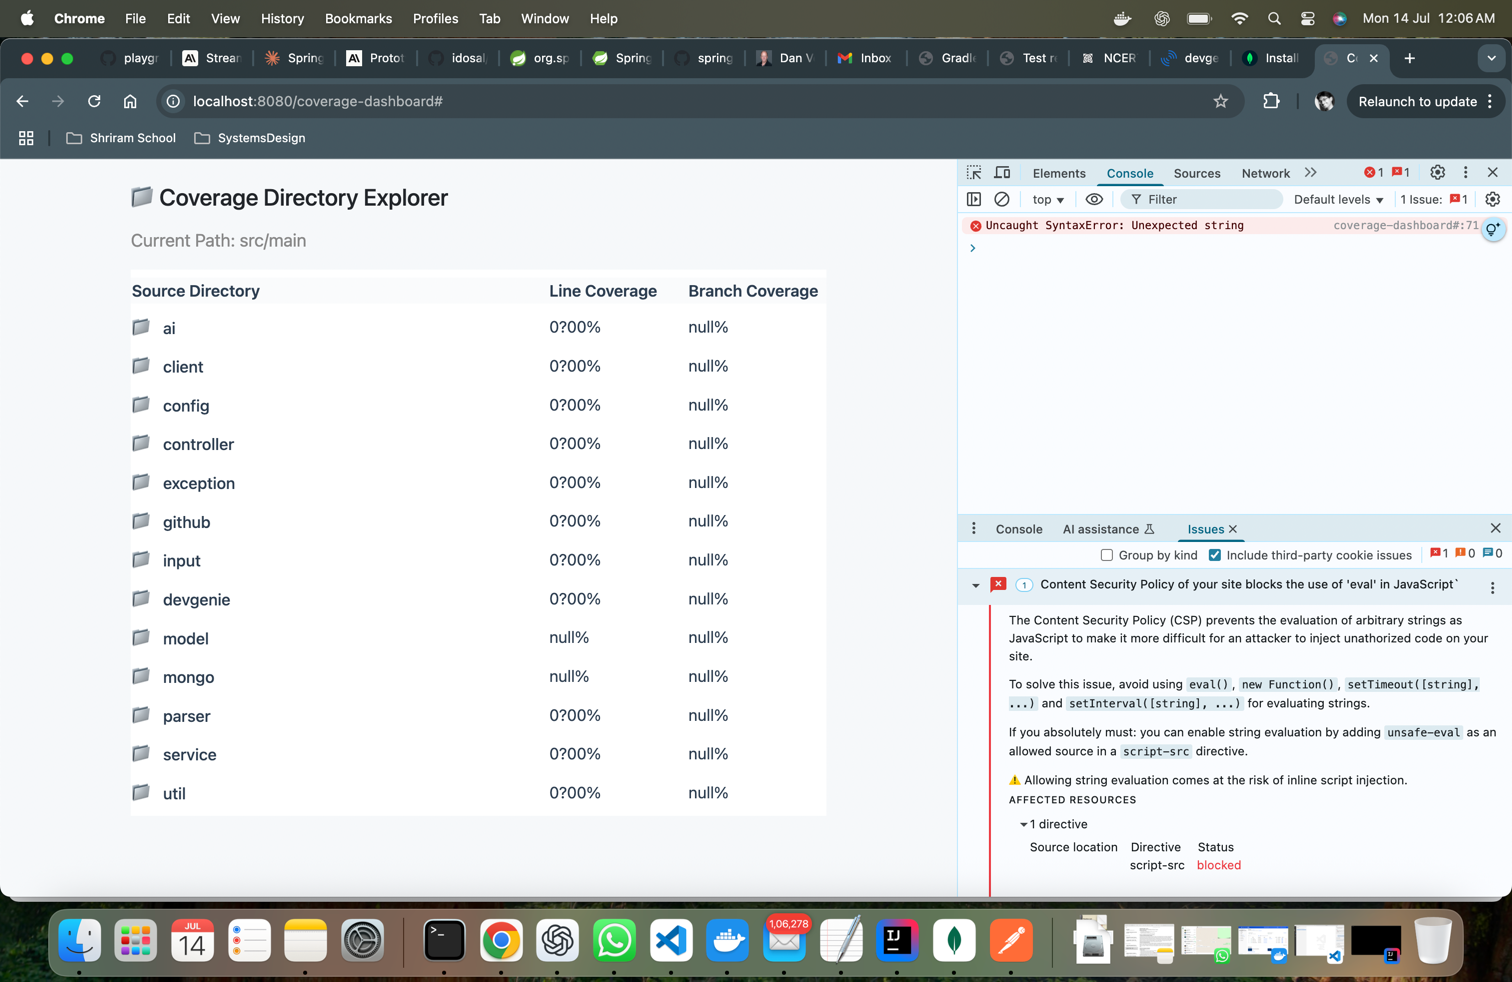 Chrome File Edit View History Bookmarks Profiles Tab Window Help Mon 14 Jul 12:06 AM
playgr Strean Spring Protot idosal org.sp Spring spring Dan V Inbox Gradle Test re NCER devge Install Co
localhost:8080/coverage-dashboard# Relaunch to update
Shriram School SystemsDesign
Coverage Directory Explorer
Current Path: src/main
Source Directory Line Coverage Branch Coverage
ai 0?00% null%
client 0?00% null%
config 0?00% null%
controller 0?00% null%
exception 0?00% null%
github 0?00% null%
input 0?00% null%
devgenie 0?00% null%
model null% null%
mongo null% null%
parser 0?00% null%
service 0?00% null%
util 0?00% null%
Elements Console Sources Network 1 1
top Filter Default levels 1 Issue: 1
Uncaught SyntaxError: Unexpected string coverage-dashboard#:71
Console AI assistance Issues
Group by kind Include third-party cookie issues 1 0 0
1 Content Security Policy of your site blocks the use of 'eval' in JavaScript`
The Content Security Policy (CSP) prevents the evaluation of arbitrary strings as
JavaScript to make it more difficult for an attacker to inject unathorized code on your
site.
To solve this issue, avoid using eval(), new Function(), setTimeout([string],
...) and setInterval([string], ...) for evaluating strings.
If you absolutely must: you can enable string evaluation by adding unsafe-eval as an
allowed source in a script-src directive.
⚠ Allowing string evaluation comes at the risk of inline script injection.
AFFECTED RESOURCES
1 directive
Source location Directive Status
script-src blocked
JUL
14
1,06,278